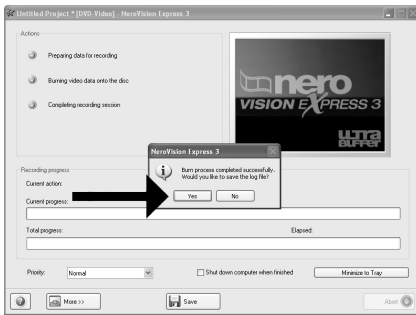 Untitled Project *[DVD-Video] - NeroVision Express 3
Actions
Preparing data for recording
Burning video data onto the disc
Completing recording session
nero
VISION EXPRESS 3
ULTRA
BUFFER
NeroVision Express 3
Burn process completed successfully.
Would you like to save the log file?
Yes
No
Recording progress
Current action:
Current progress:
Total progress:
Elapsed:
Priority:
Normal
Shut down computer when finished
Minimize to Tray
More >>
Save
Abort